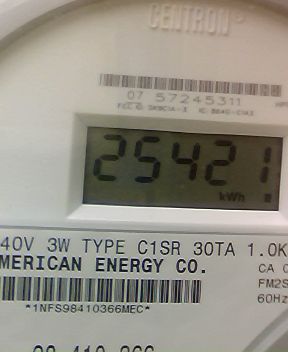 CENTRON
07 57245311
25421
kWh
40V 3W TYPE C1SR 30TA 1.0K
MERICAN ENERGY CO.
CA 0
FM2S
60Hz
*1NFS98410366MEC*